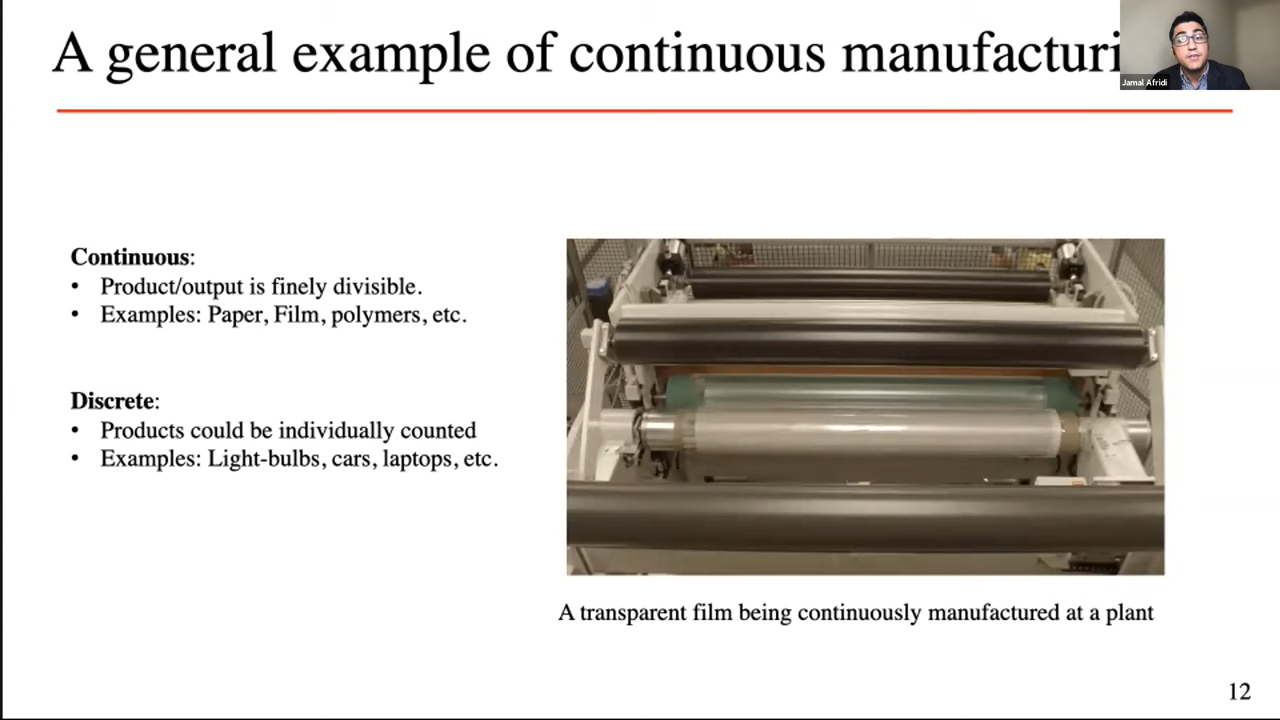 A general example of continuous manufacturi
Jamal Afridi
Continuous:
• Product/output is finely divisible.
• Examples: Paper, Film, polymers, etc.
Discrete:
• Products could be individually counted
• Examples: Light-bulbs, cars, laptops, etc.
A transparent film being continuously manufactured at a plant
12